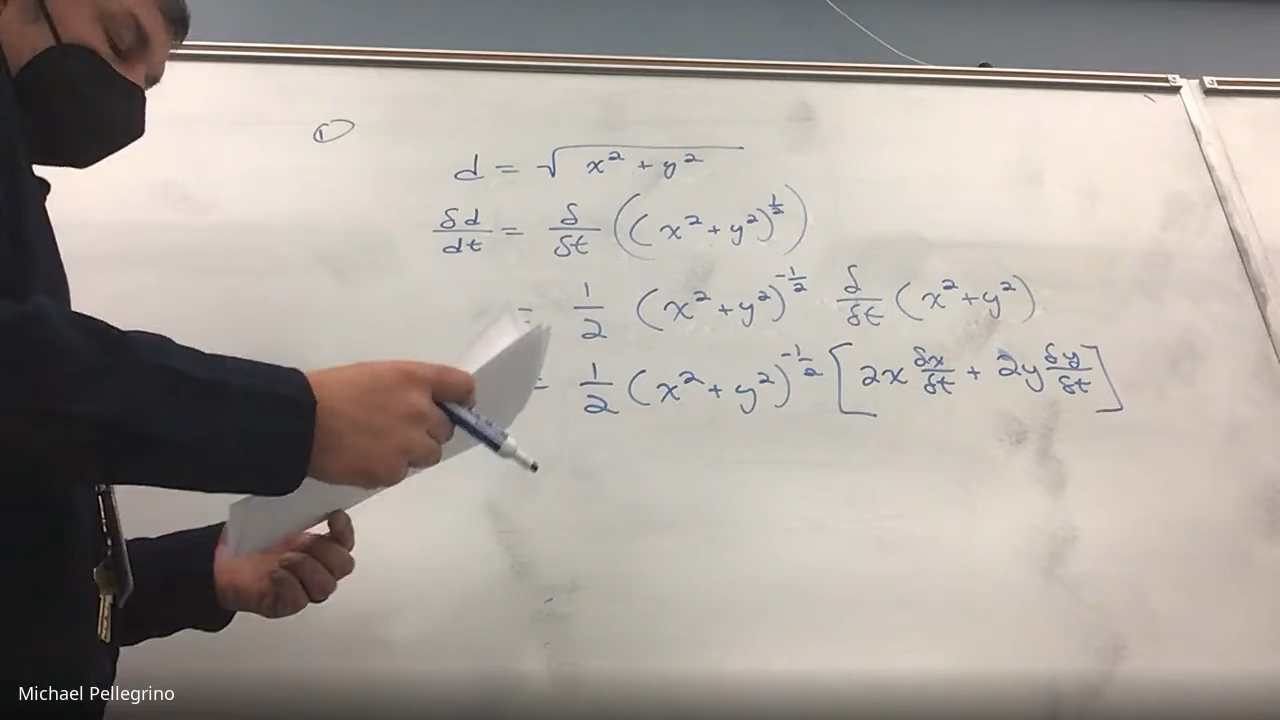 ①
d = √(x² + y²)
δd/dt = δ/δt ((x² + y²)^½)
= 1/2 (x² + y²)^-½ δ/δt (x² + y²)
= 1/2 (x² + y²)^-½ [2x δx/δt + 2y δy/δt]
Michael Pellegrino